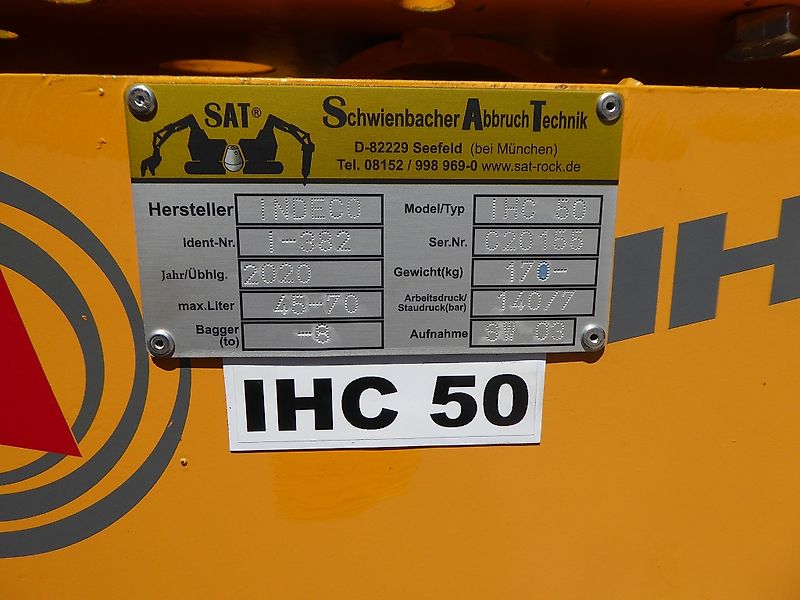 SAT® Schwienbacher Abbruch Technik
D-82229 Seefeld (bei München)
Tel. 08152 / 998 969-0 www.sat-rock.de
Hersteller INDECO Model/Typ IHC 50
Ident-Nr. I-382 Ser.Nr. C20155
Jahr/Übhlg. 2020 Gewicht(kg) 170-
max.Liter 45-70 Arbeitsdruck/Staudruck(bar) 140/7
Bagger (to) -8 Aufnahme SW 03
IH
IHC 50